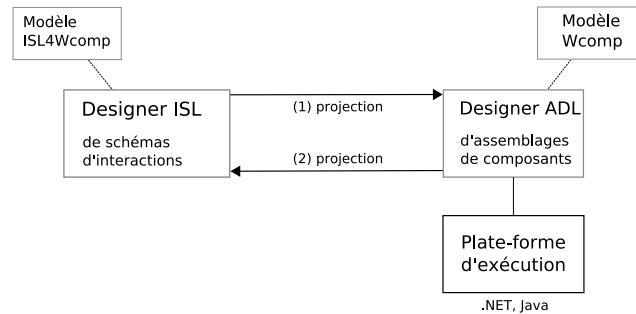 Modèle
ISL4Wcomp
Modèle
Wcomp
Designer ISL
de schémas
d'interactions
(1) projection
(2) projection
Designer ADL
d'assemblages
de composants
Plate-forme
d'exécution
.NET, Java